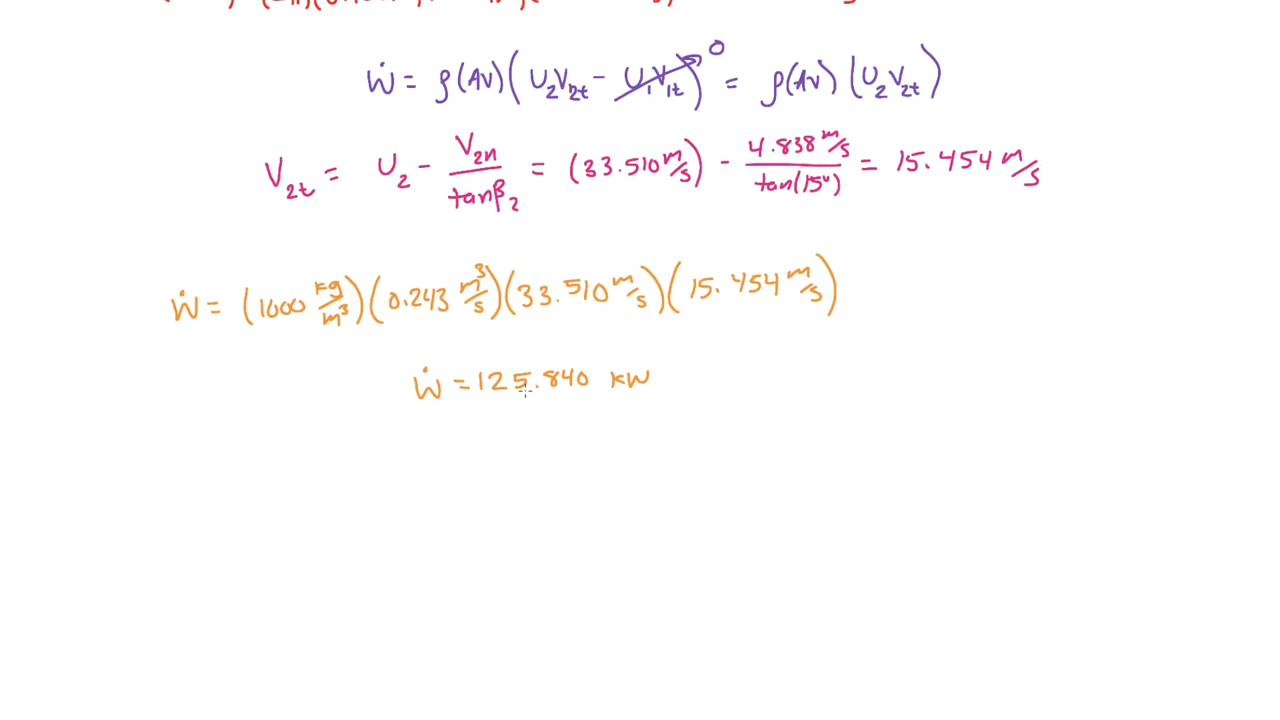 Ẇ = ρ(AV)(U₂V₂t − U₁V₁t)⁰ = ρ(AV)(U₂V₂t)
V₂t = U₂ − V₂n/tanβ₂ = (33.510 m/s) − 4.838 m/s / tan(15°) = 15.454 m/s
Ẇ = (1000 kg/m³)(0.243 m³/s)(33.510 m/s)(15.454 m/s)
Ẇ = 125.840 kW